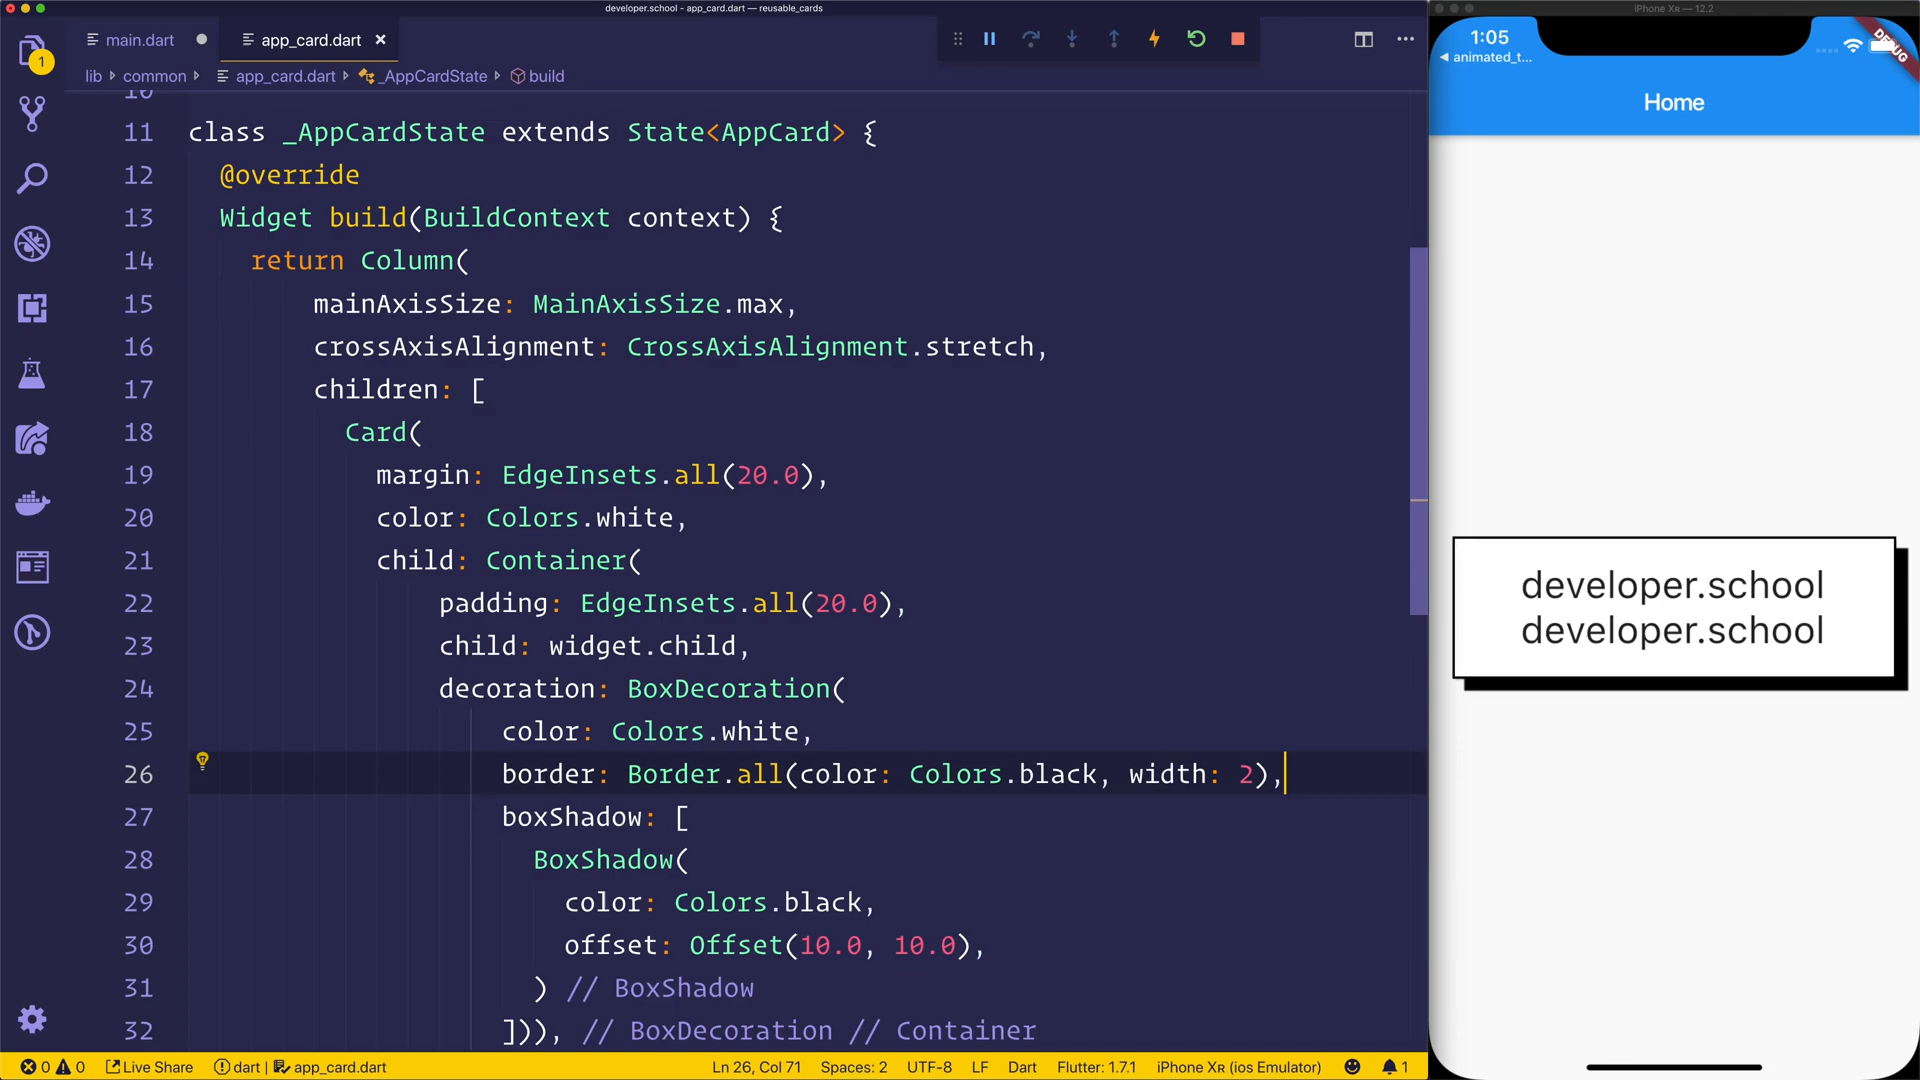 developer.school - app_card.dart — reusable_cards
main.dart
app_card.dart
lib
common
app_card.dart
_AppCardState
build
1
10
11 class _AppCardState extends State<AppCard> {
12 @override
13 Widget build(BuildContext context) {
14 return Column(
15 mainAxisSize: MainAxisSize.max,
16 crossAxisAlignment: CrossAxisAlignment.stretch,
17 children: [
18 Card(
19 margin: EdgeInsets.all(20.0),
20 color: Colors.white,
21 child: Container(
22 padding: EdgeInsets.all(20.0),
23 child: widget.child,
24 decoration: BoxDecoration(
25 color: Colors.white,
26 border: Border.all(color: Colors.black, width: 2),
27 boxShadow: [
28 BoxShadow(
29 color: Colors.black,
30 offset: Offset(10.0, 10.0),
31 ) // BoxShadow
32 ])), // BoxDecoration // Container
0 0 Live Share dart | app_card.dart Ln 26, Col 71 Spaces: 2 UTF-8 LF Dart Flutter: 1.7.1 iPhone XR (ios Emulator) 1
iPhone XR — 12.2
1:05
animated_t...
DEBUG
Home
developer.school
developer.school